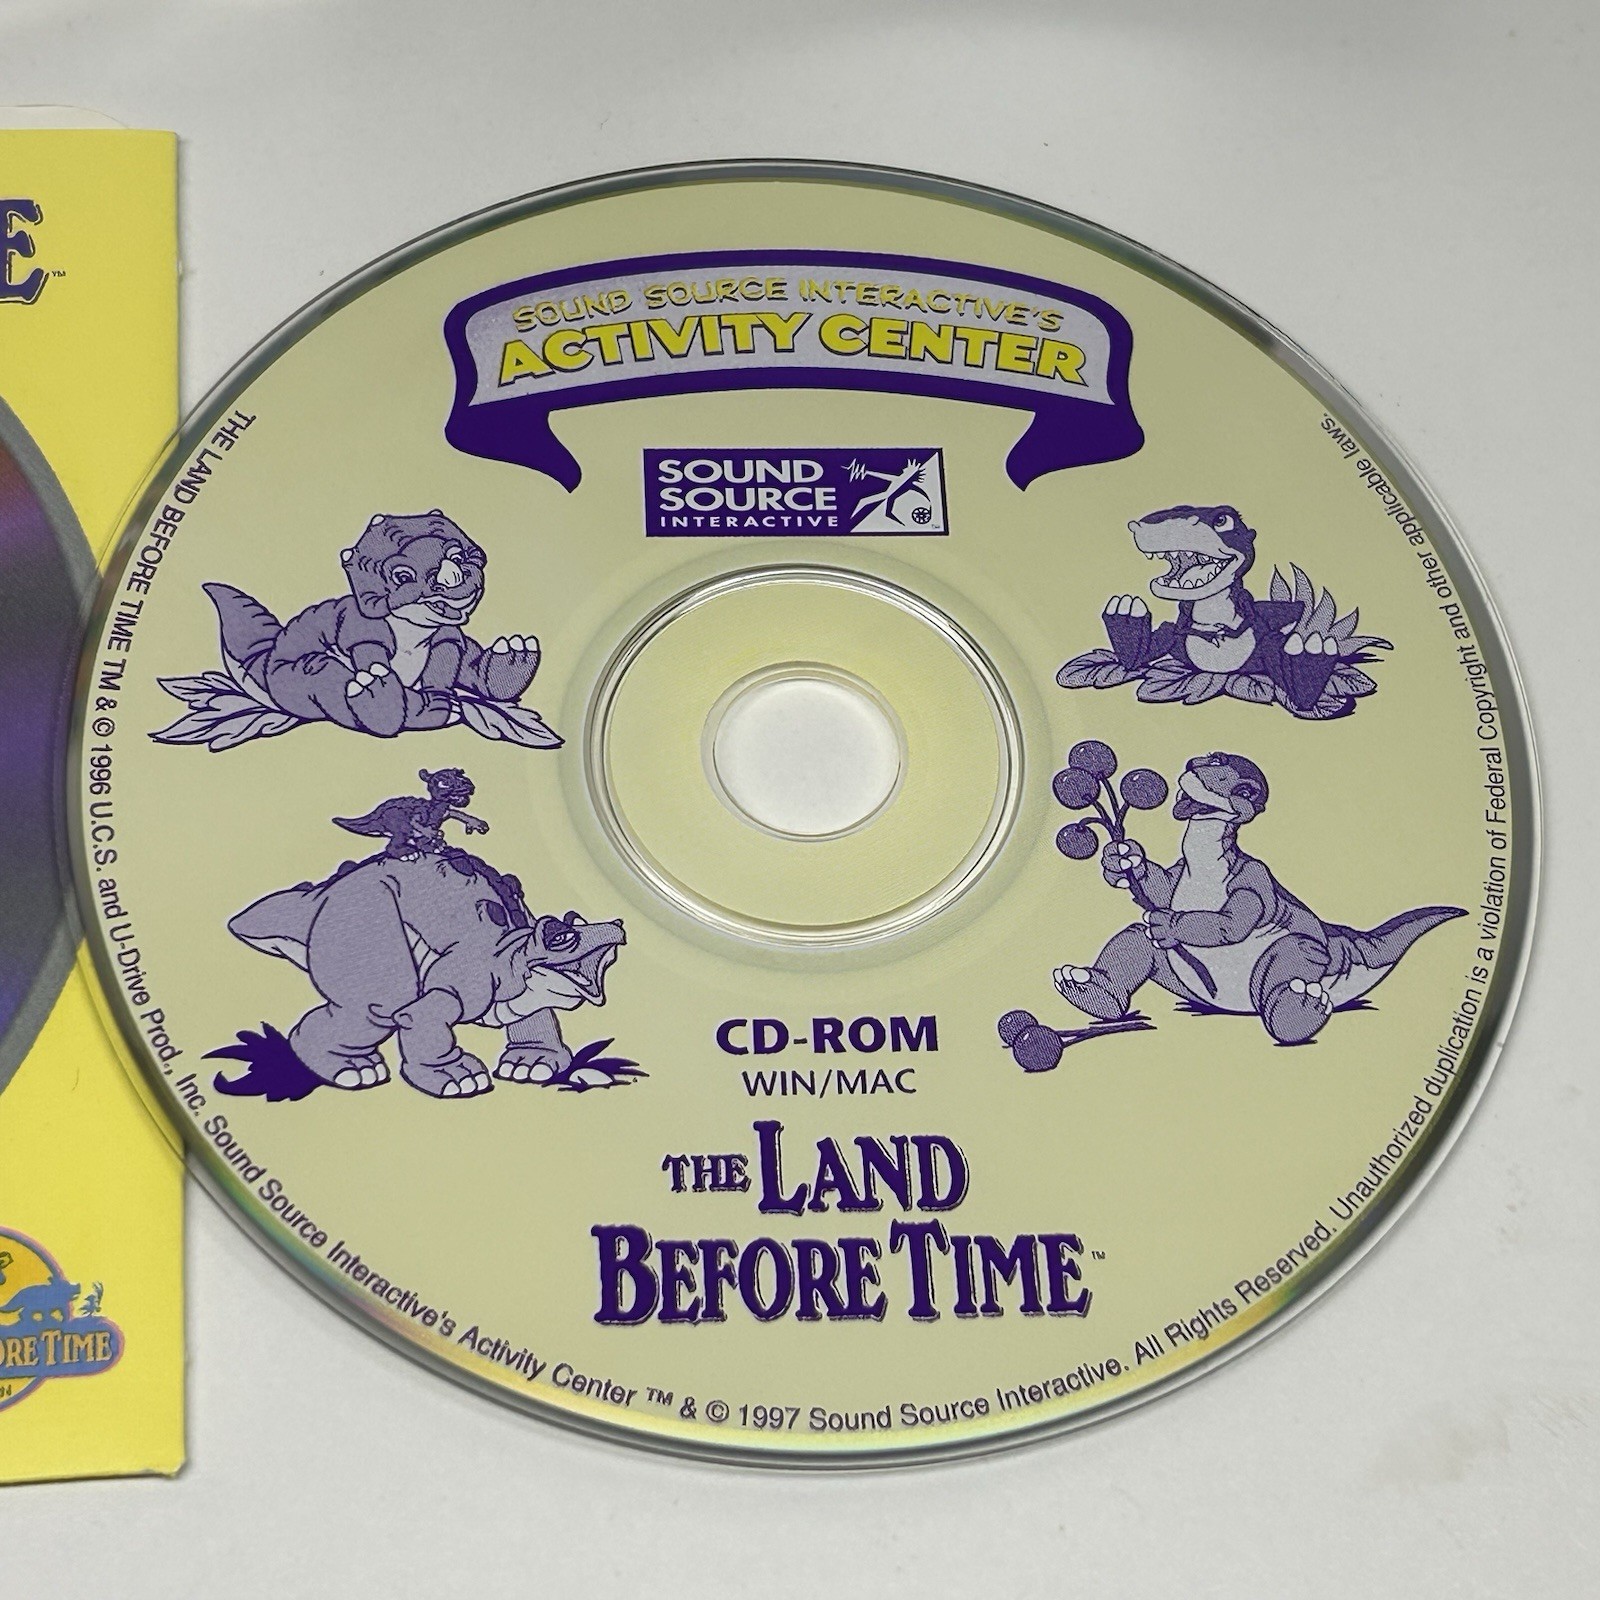 E™
SOUND SOURCE INTERACTIVE'S
ACTIVITY CENTER
SOUND
SOURCE
INTERACTIVE
CD-ROM
WIN/MAC
THE LAND
BEFORE TIME™
THE LAND BEFORE TIME TM & © 1996 U.C.S. and U-Drive Prod., Inc. Sound Source Interactive's Activity Center ™ & © 1997 Sound Source Interactive. All Rights Reserved. Unauthorized duplication is a violation of Federal Copyright and other applicable laws.
ORE TIME